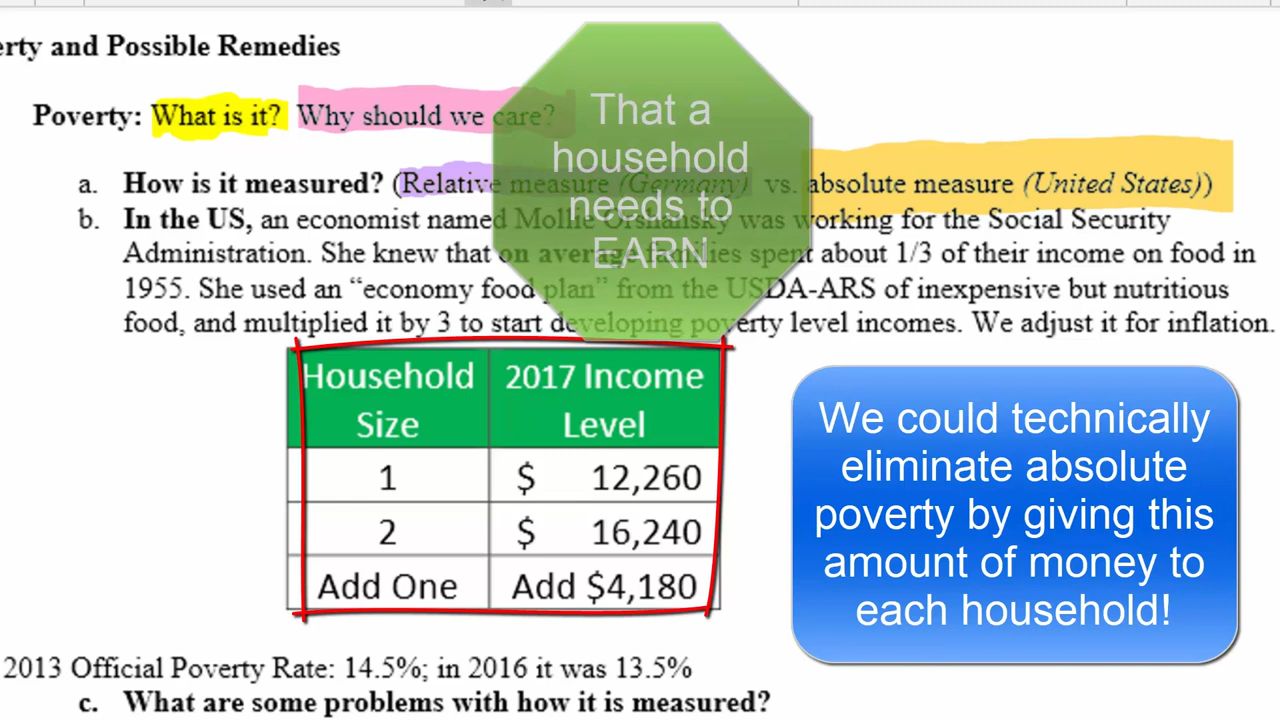 erty and Possible Remedies
Poverty: What is it? Why should we care?
a. How is it measured? (Relative measure (Germany) vs. absolute measure (United States))
b. In the US, an economist named Mollie Orshansky was working for the Social Security
Administration. She knew that on average families spent about 1/3 of their income on food in
1955. She used an “economy food plan” from the USDA-ARS of inexpensive but nutritious
food, and multiplied it by 3 to start developing poverty level incomes. We adjust it for inflation.
That a
household
needs to
EARN
Household 2017 Income
Size Level
1 $ 12,260
2 $ 16,240
Add One Add $4,180
We could technically
eliminate absolute
poverty by giving this
amount of money to
each household!
2013 Official Poverty Rate: 14.5%; in 2016 it was 13.5%
c. What are some problems with how it is measured?